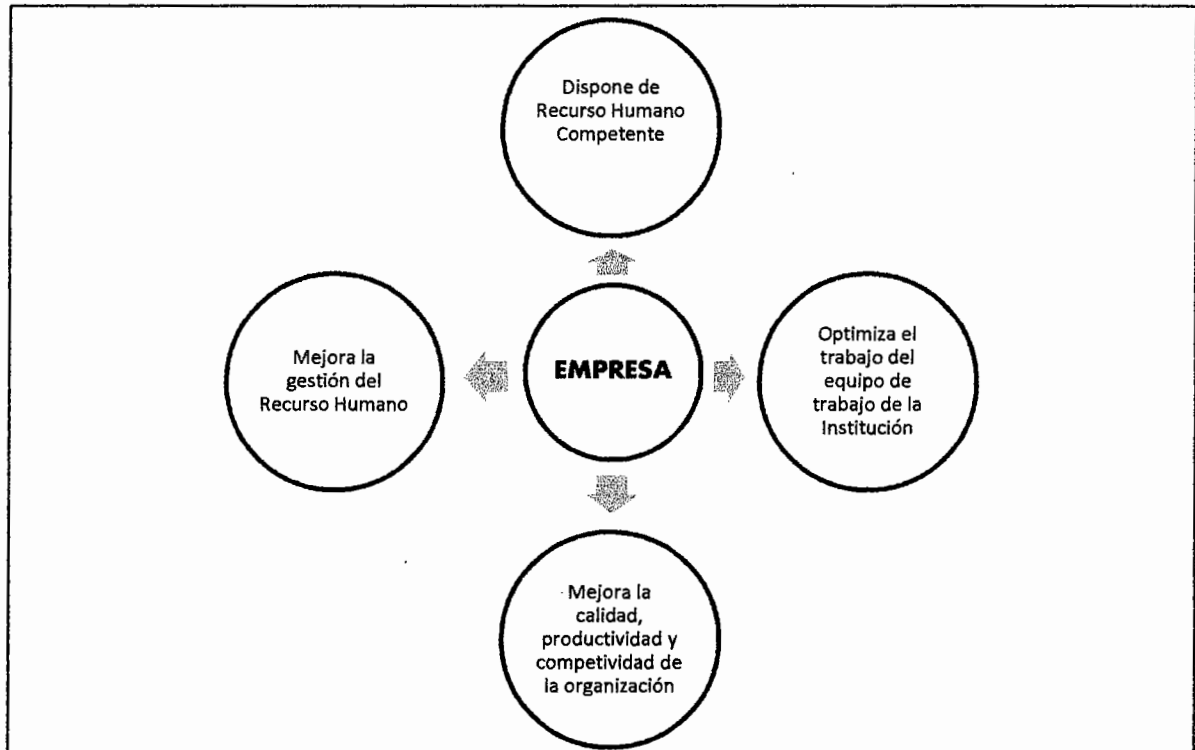 Dispone de
Recurso Humano
Competente
Mejora la
gestión del
Recurso Humano
EMPRESA
Optimiza el
trabajo del
equipo de
trabajo de la
Institución
Mejora la
calidad,
productividad y
competividad de
la organización